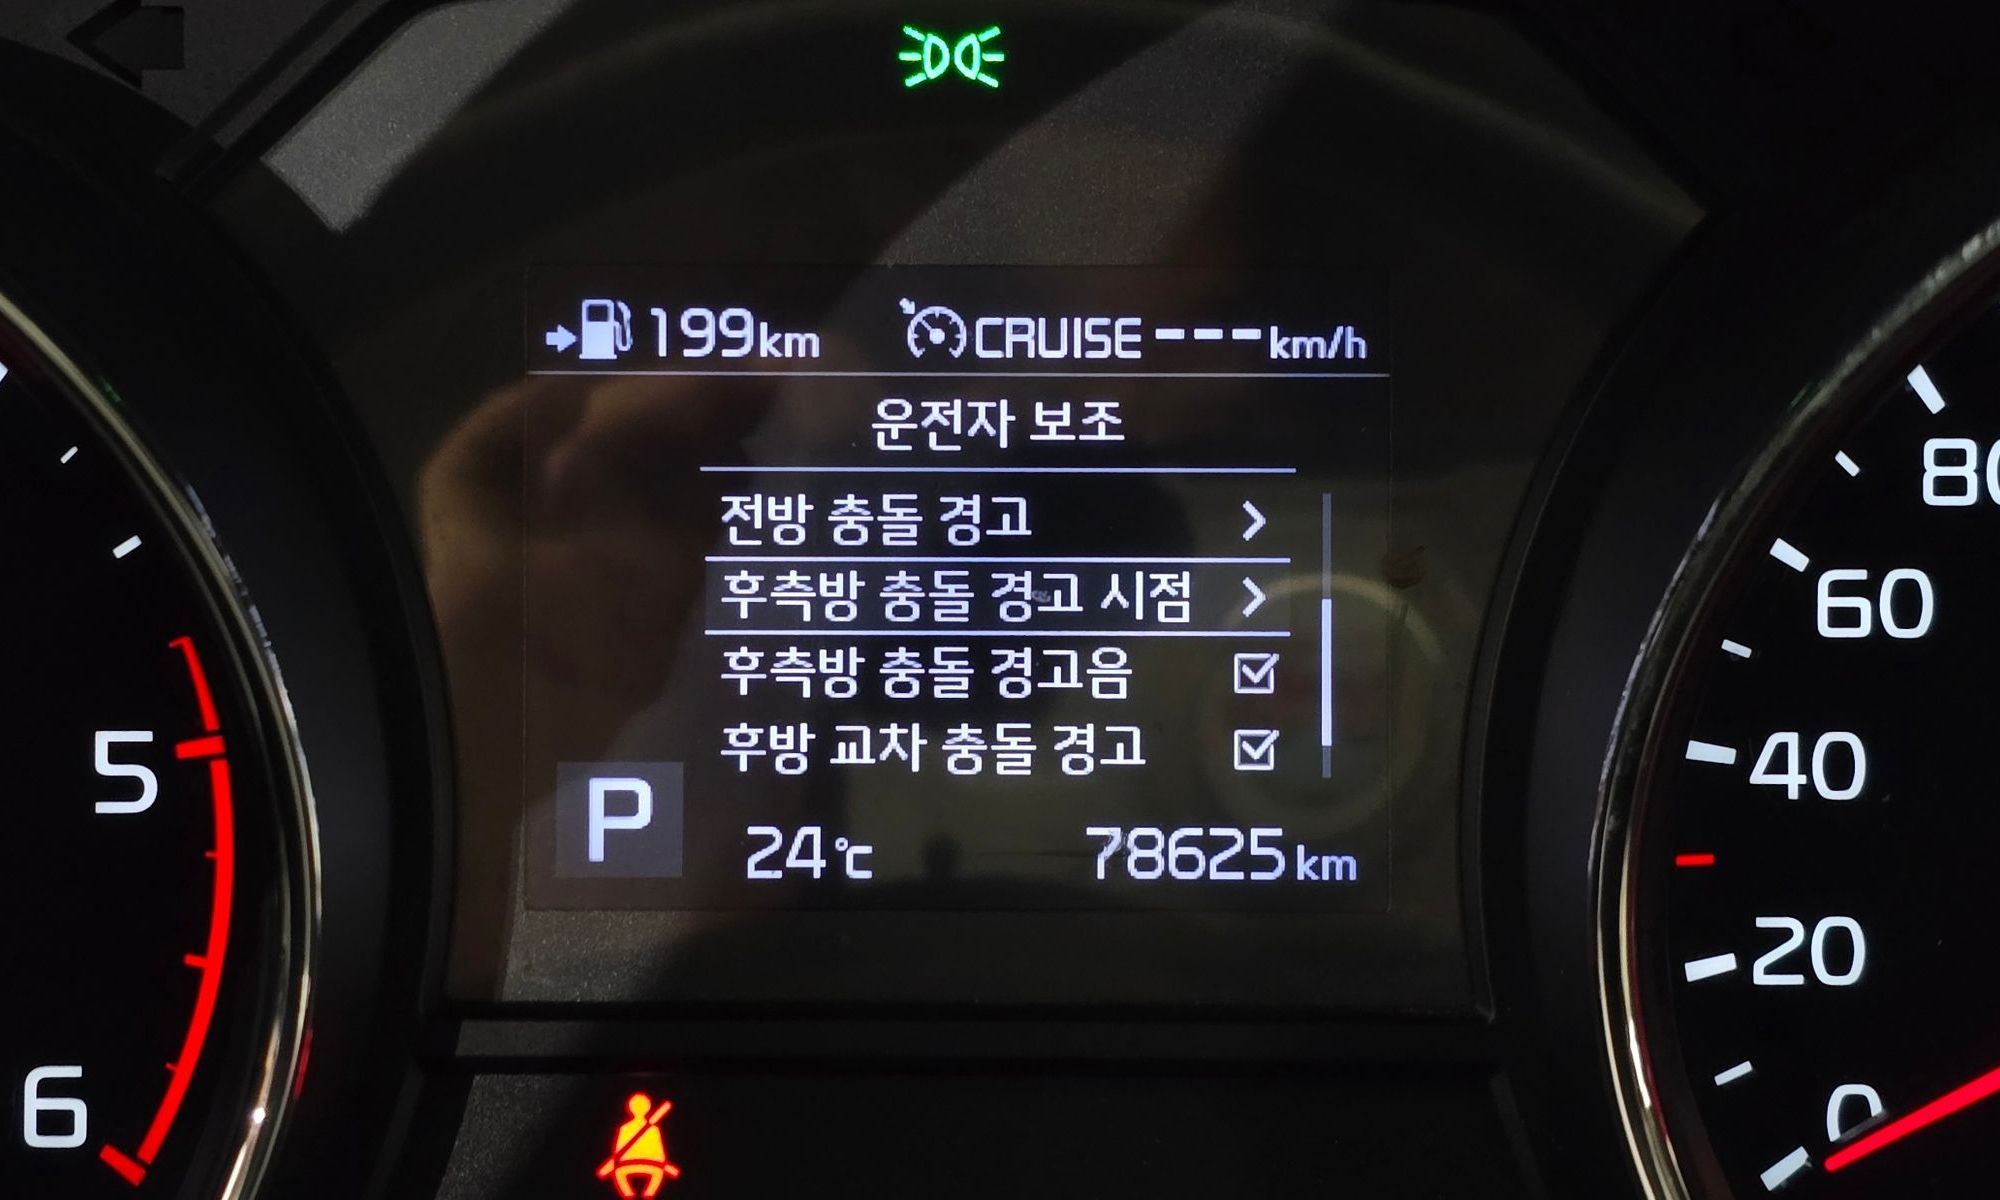 199km CRUISE ---km/h
운전자 보조
전방 충돌 경고 >
후측방 충돌 경고 시점 >
후측방 충돌 경고음
후방 교차 충돌 경고
P 24℃ 78625km
5
6
80
60
40
20
0